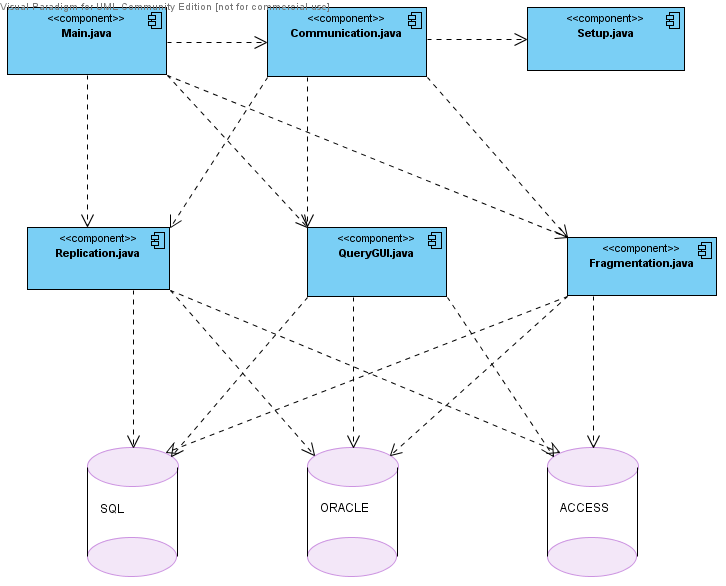 Visual Paradigm for UML Community Edition [not for commercial use]
<<component>>
Main.java
<<component>>
Communication.java
<<component>>
Setup.java
<<component>>
Replication.java
<<component>>
QueryGUI.java
<<component>>
Fragmentation.java
SQL
ORACLE
ACCESS